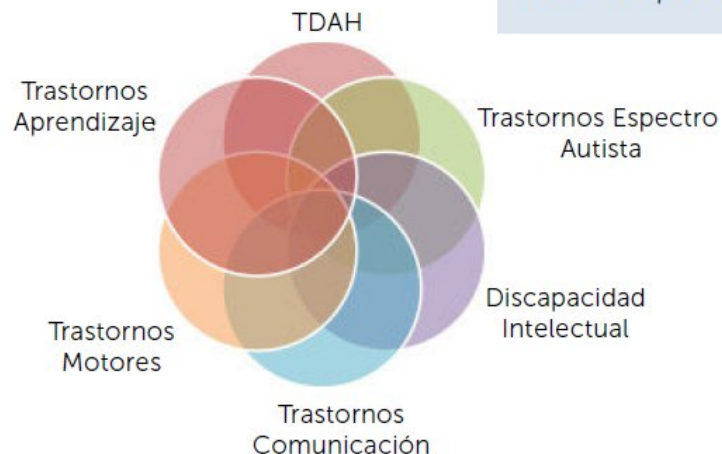 TDAH
Trastornos
Aprendizaje
Trastornos Espectro
Autista
Discapacidad
Intelectual
Trastornos
Motores
Trastornos
Comunicación